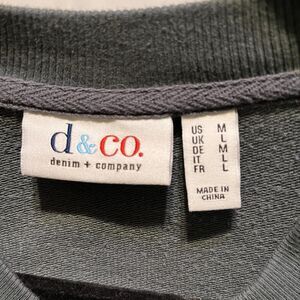 d&co.
denim + company
US M
UK L
DE M
IT L
FR L
MADE IN
CHINA